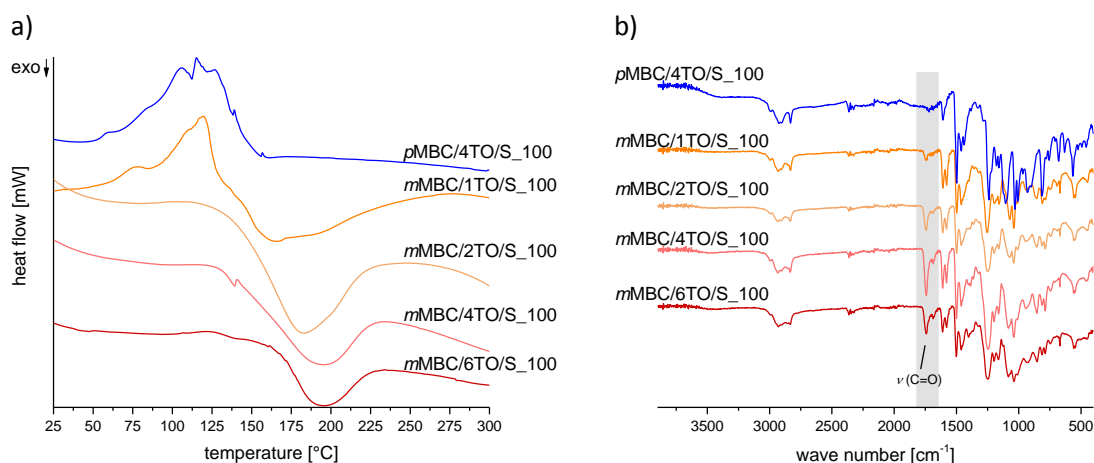 a)
exo
pMBC/4TO/S_100
mMBC/1TO/S_100
mMBC/2TO/S_100
mMBC/4TO/S_100
mMBC/6TO/S_100
heat flow [mW]
25 50 75 100 125 150 175 200 225 250 275 300
temperature [°C]
b)
pMBC/4TO/S_100
mMBC/1TO/S_100
mMBC/2TO/S_100
mMBC/4TO/S_100
mMBC/6TO/S_100
ν (C=O)
3500 3000 2500 2000 1500 1000 500
wave number [cm⁻¹]